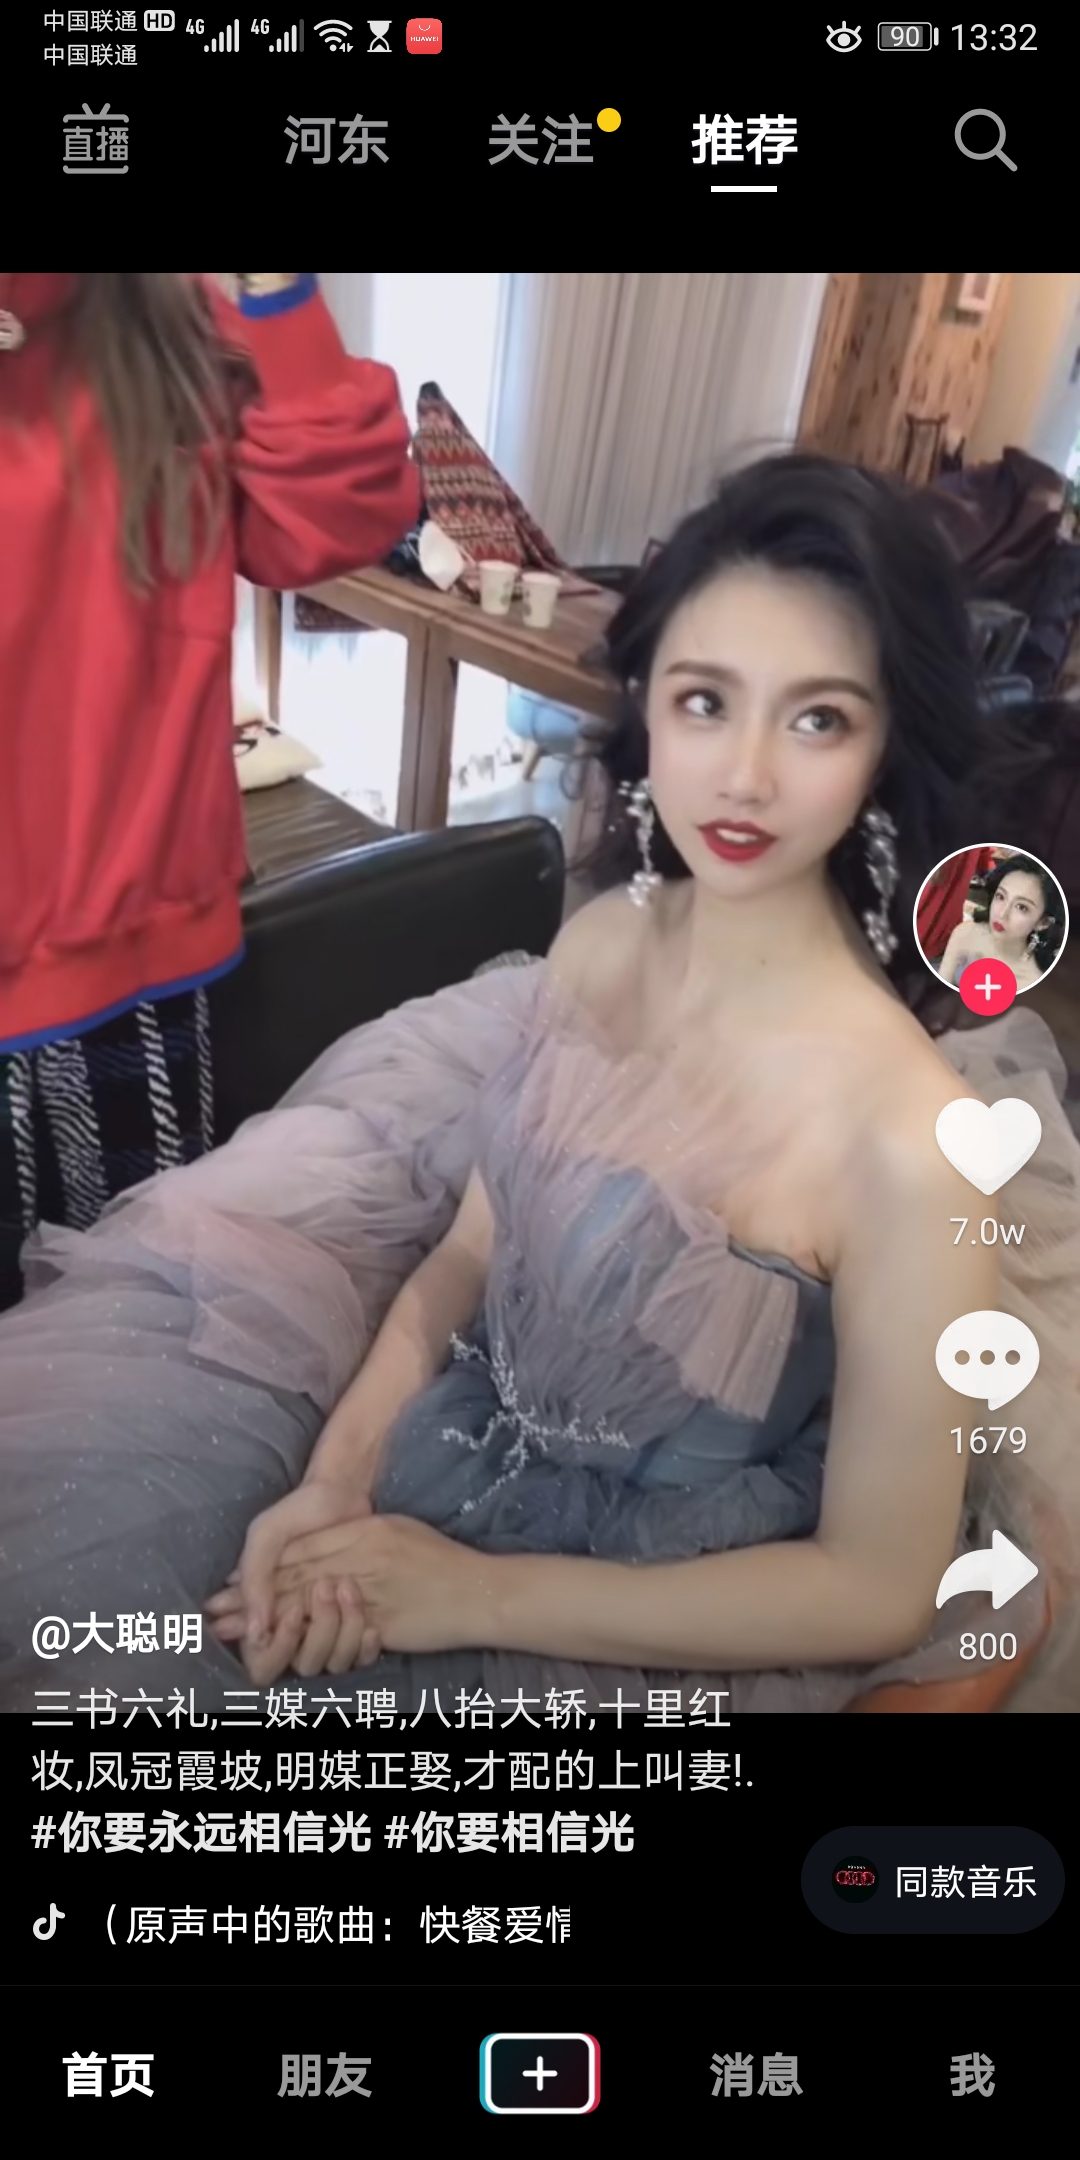 中国联通 HD 4G 4G HUAWEI 90 13:32
中国联通
直播 河东 关注 推荐
7.0w
1679
800
@大聪明
三书六礼,三媒六聘,八抬大轿,十里红
妆,凤冠霞坡,明媒正娶,才配的上叫妻!.
#你要永远相信光 #你要相信光
同款音乐
（原声中的歌曲：快餐爱情
首页 朋友 消息 我